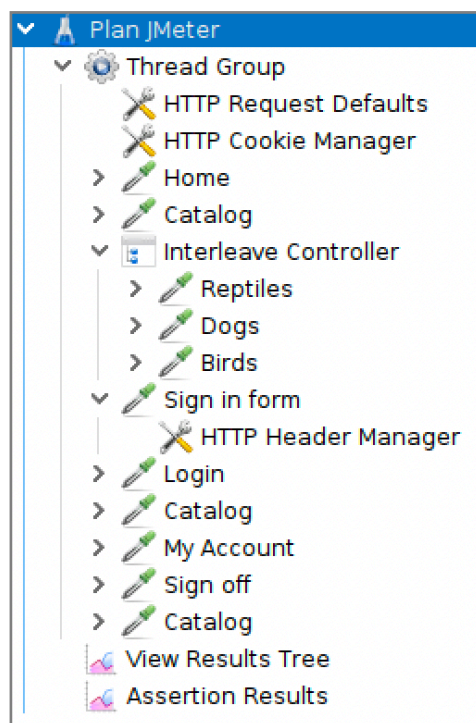 Plan JMeter
Thread Group
HTTP Request Defaults
HTTP Cookie Manager
Home
Catalog
Interleave Controller
Reptiles
Dogs
Birds
Sign in form
HTTP Header Manager
Login
Catalog
My Account
Sign off
Catalog
View Results Tree
Assertion Results